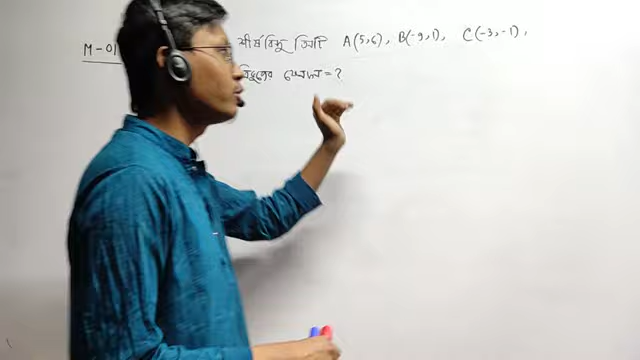 M-01 শীর্ষবিন্দু তিনটি A(5,6), B(-9,1), C(-3,-1),
ক্ষেত্রফল = ?